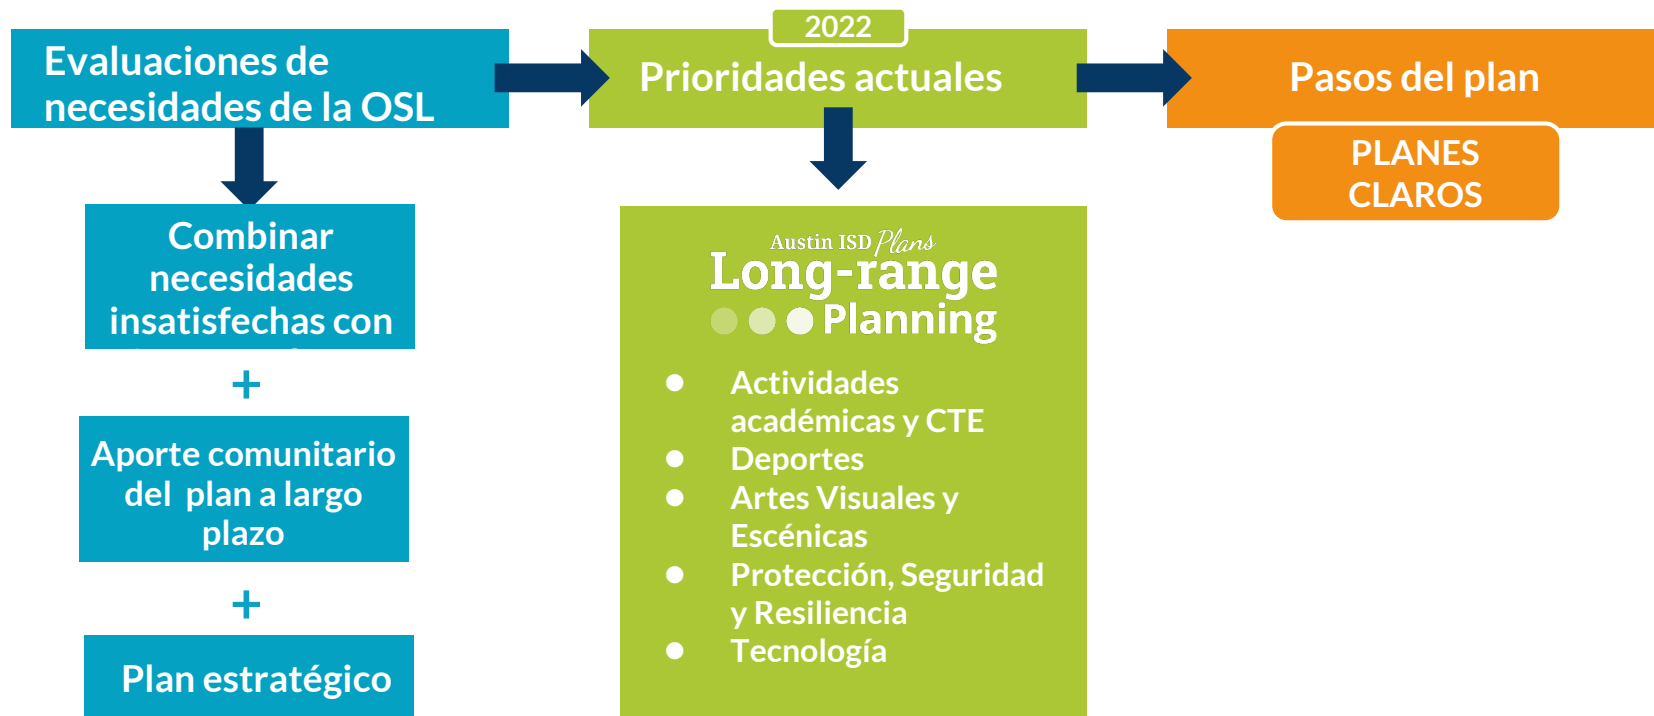 Evaluaciones de
necesidades de la OSL
Combinar
necesidades
insatisfechas con
+
Aporte comunitario
del plan a largo
plazo
+
Plan estratégico
2022
Prioridades actuales
Austin ISD Plans
Long-range
Planning
● Actividades
académicas y CTE
● Deportes
● Artes Visuales y
Escénicas
● Protección, Seguridad
y Resiliencia
● Tecnología
Pasos del plan
PLANES
CLAROS